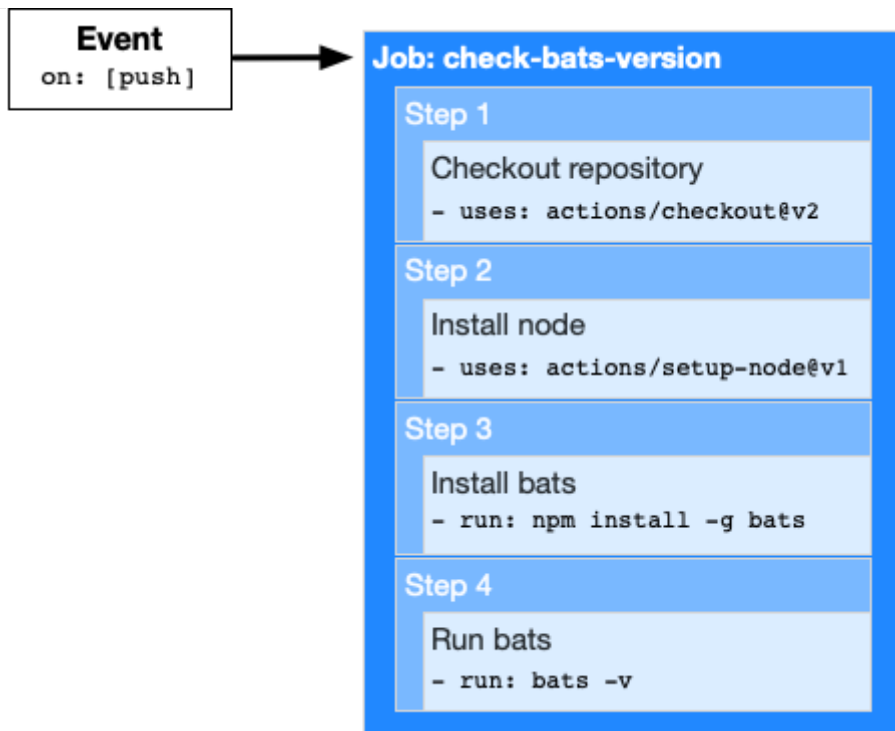 Event
on: [push]
Job: check-bats-version
Step 1
Checkout repository
- uses: actions/checkout@v2
Step 2
Install node
- uses: actions/setup-node@v1
Step 3
Install bats
- run: npm install -g bats
Step 4
Run bats
- run: bats -v